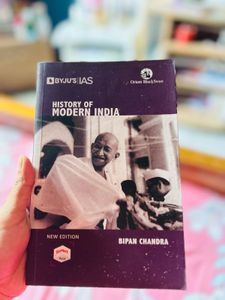 BYJU'S IAS
Orient BlackSwan
HISTORY OF
MODERN INDIA
NEW EDITION
BIPAN CHANDRA